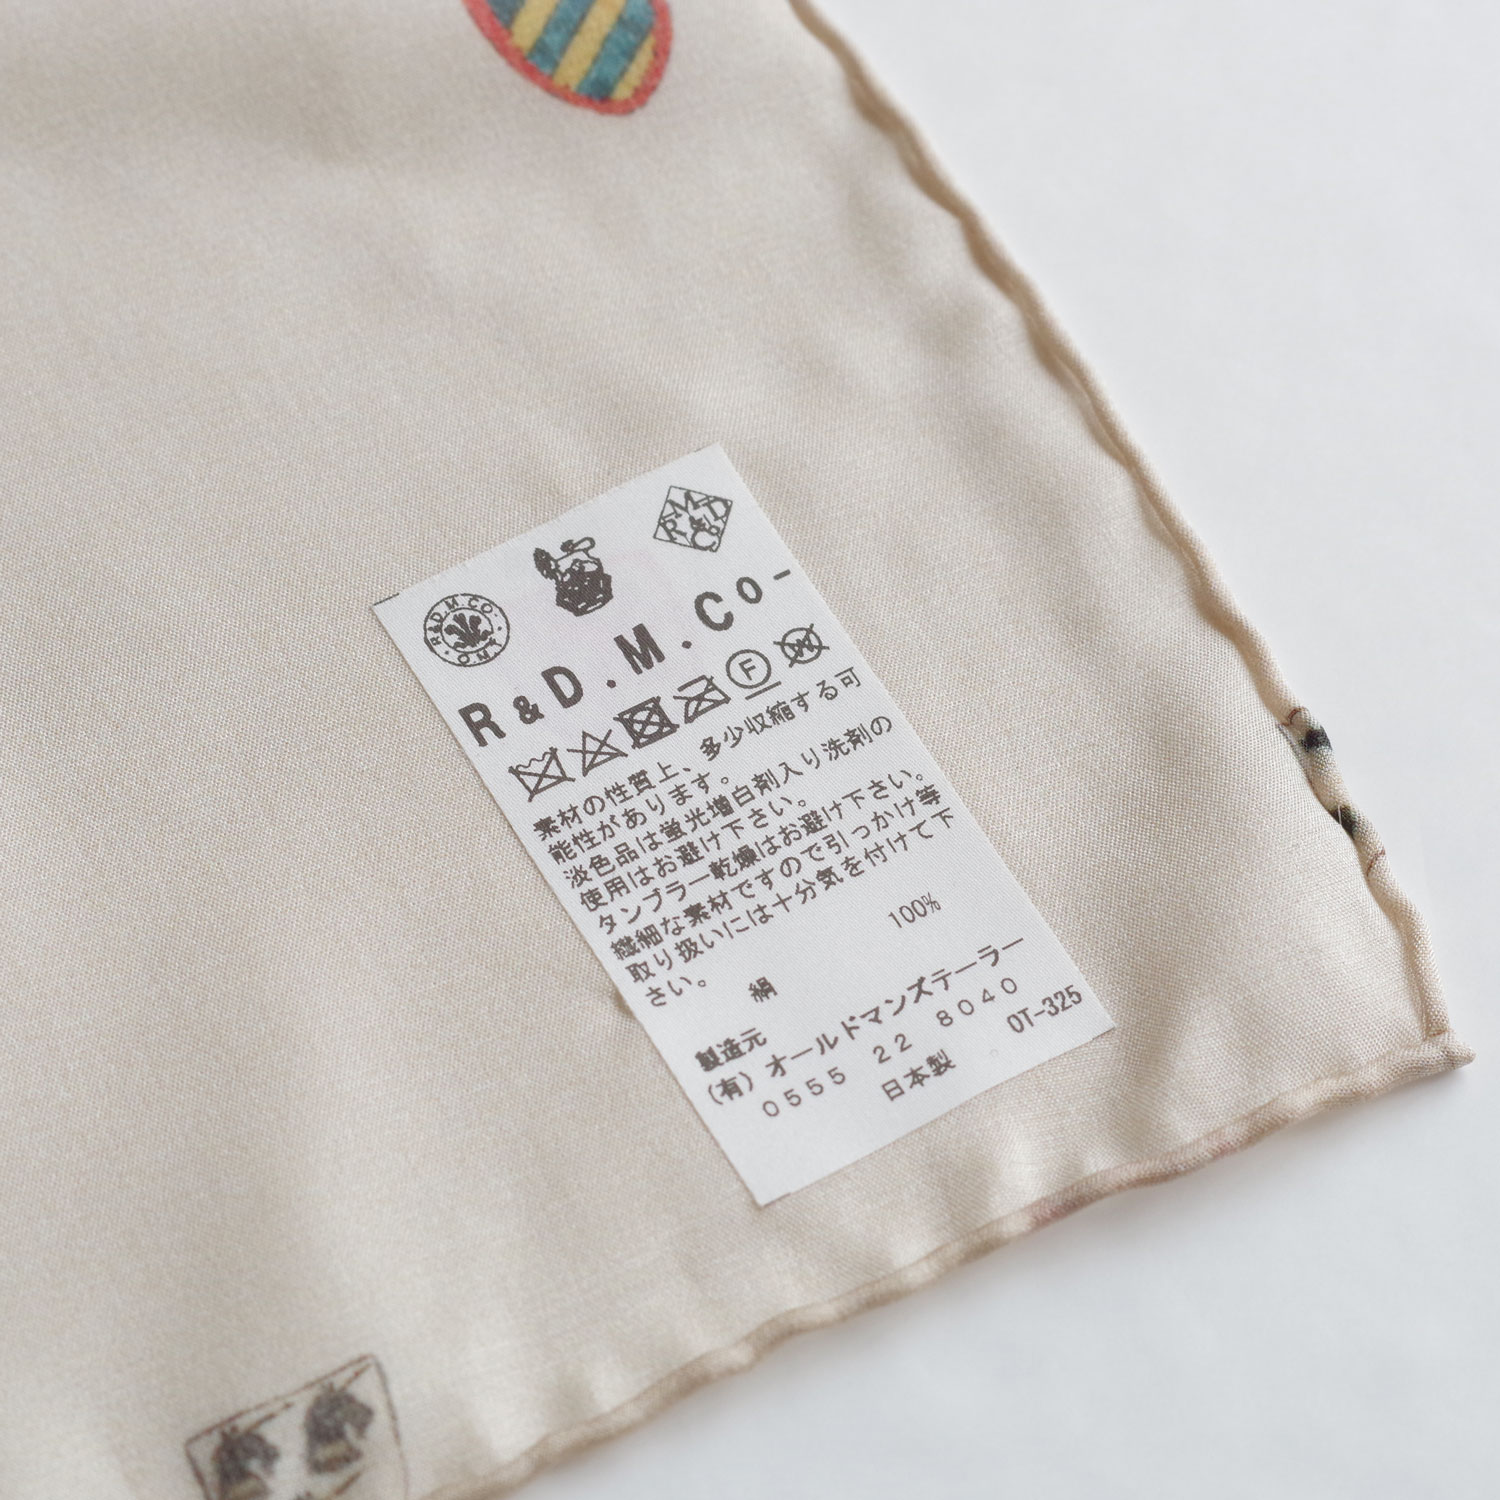 R&D.M.CO-
O.M.T.
M
R&D
Co
R&D.M.Co-
F
W
素材の性質上、多少収縮する可
能性があります。
淡色品は蛍光増白剤入り洗剤の
使用はお避け下さい。
タンブラー乾燥はお避け下さい。
繊細な素材ですので引っかけ等
取り扱いには十分気を付けて下
さい。
絹 100%
製造元
(有) オールドマンズテーラー
0555 22 8040
日本製 OT-325